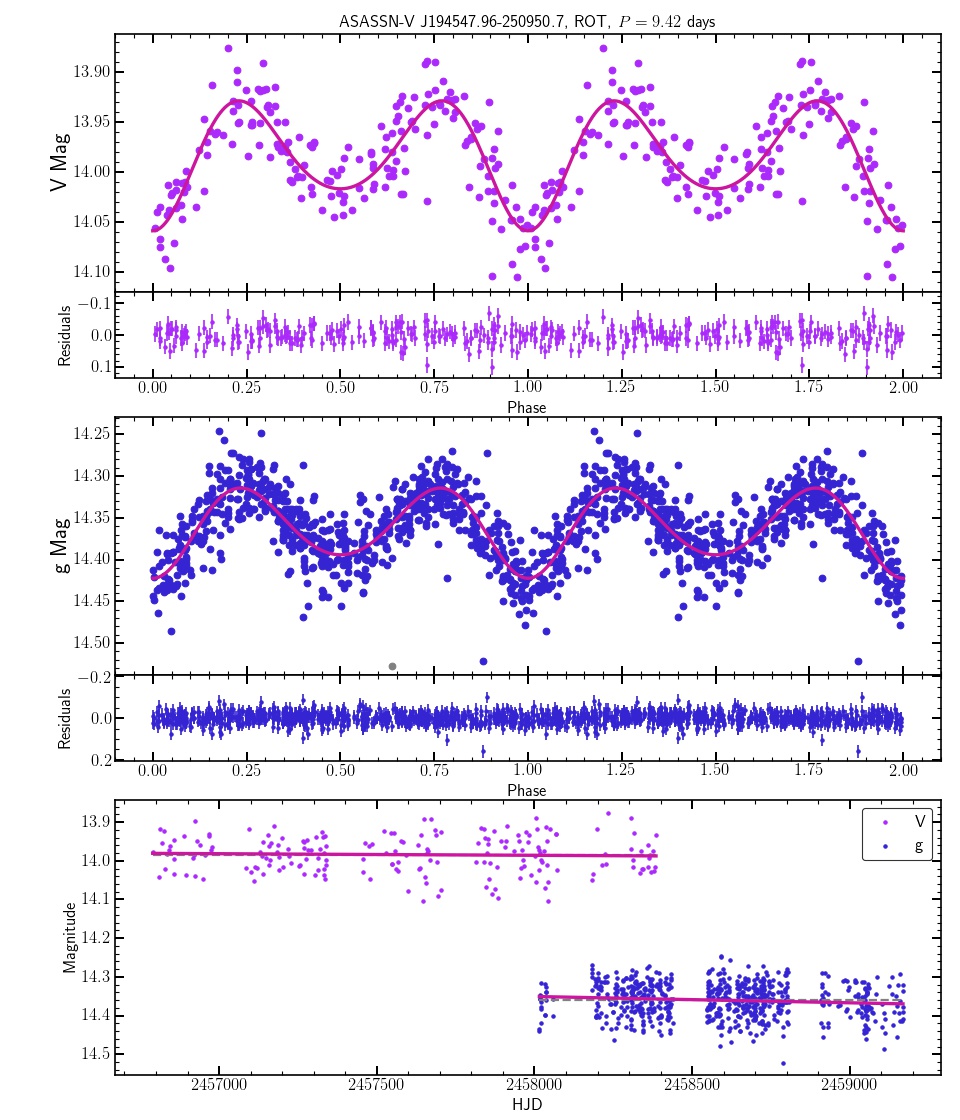 ASASSN-V J194547.96-250950.7, ROT, P = 9.42 days
V Mag
13.90
13.95
14.00
14.05
14.10
Residuals
−0.1
0.0
0.1
0.00 0.25 0.50 0.75 1.00 1.25 1.50 1.75 2.00
Phase
g Mag
14.25
14.30
14.35
14.40
14.45
14.50
Residuals
−0.2
0.0
0.2
0.00 0.25 0.50 0.75 1.00 1.25 1.50 1.75 2.00
Phase
Magnitude
13.9
14.0
14.1
14.2
14.3
14.4
14.5
V
g
2457000 2457500 2458000 2458500 2459000
HJD